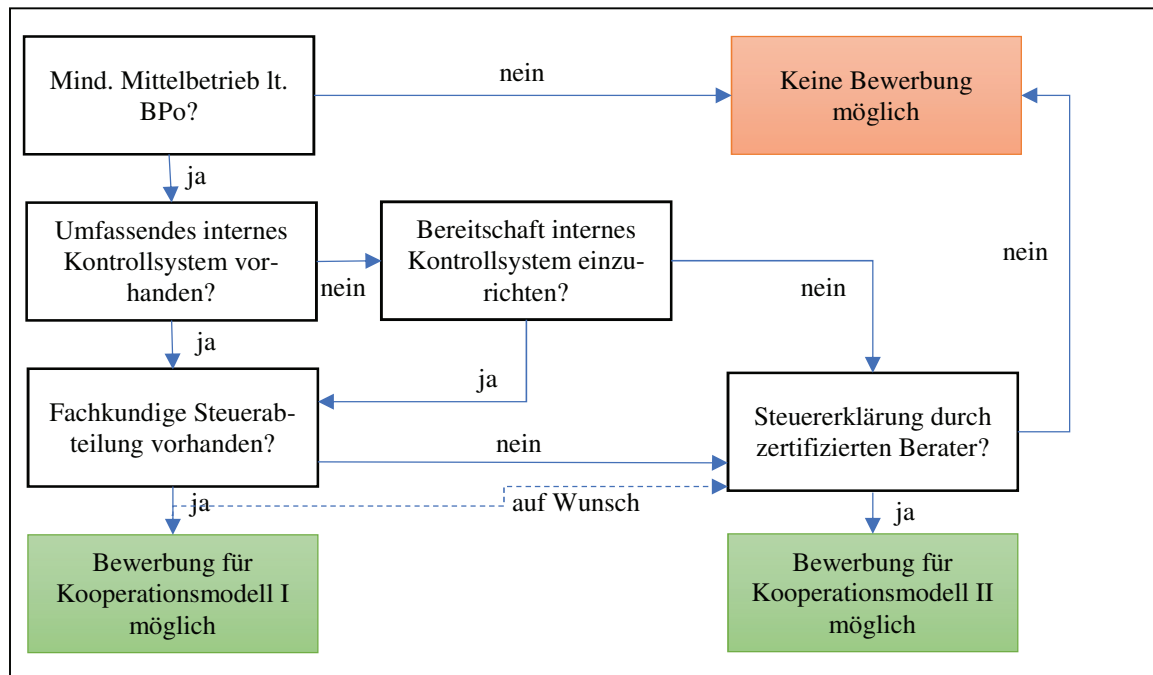 Mind. Mittelbetrieb lt.
BPo?
nein
Keine Bewerbung
möglich
ja
Umfassendes internes
Kontrollsystem vor-
handen?
nein
Bereitschaft internes
Kontrollsystem einzu-
richten?
nein
nein
ja
ja
Fachkundige Steuerab-
teilung vorhanden?
nein
Steuererklärung durch
zertifizierten Berater?
ja
auf Wunsch
ja
Bewerbung für
Kooperationsmodell I
möglich
Bewerbung für
Kooperationsmodell II
möglich